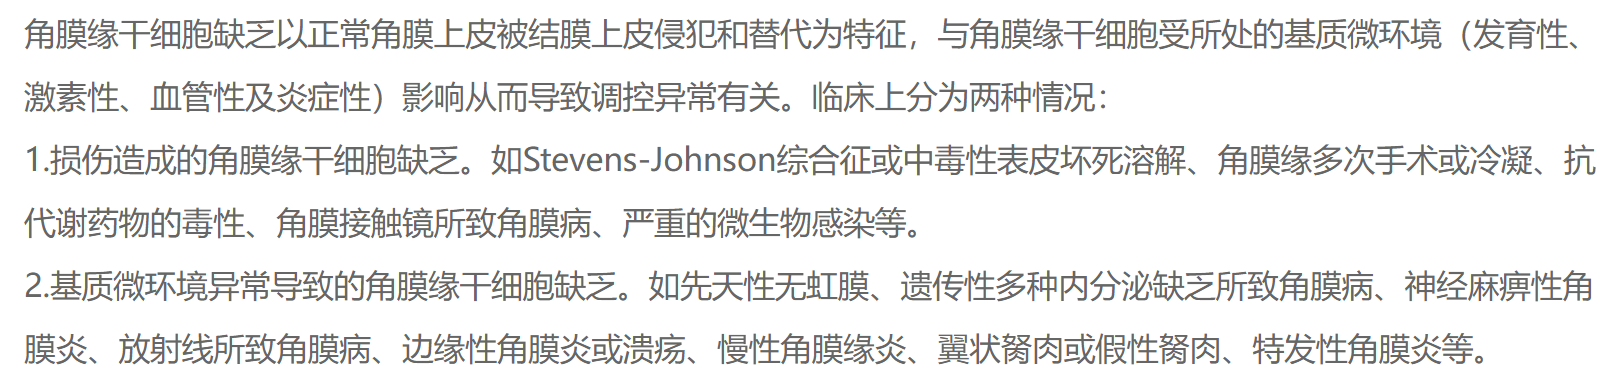 角膜缘干细胞缺乏以正常角膜上皮被结膜上皮侵犯和替代为特征，与角膜缘干细胞受所处的基质微环境（发育性、
激素性、血管性及炎症性）影响从而导致调控异常有关。临床上分为两种情况：
1.损伤造成的角膜缘干细胞缺乏。如Stevens-Johnson综合征或中毒性表皮坏死溶解、角膜缘多次手术或冷凝、抗
代谢药物的毒性、角膜接触镜所致角膜病、严重的微生物感染等。
2.基质微环境异常导致的角膜缘干细胞缺乏。如先天性无虹膜、遗传性多种内分泌缺乏所致角膜病、神经麻痹性角
膜炎、放射线所致角膜病、边缘性角膜炎或溃疡、慢性角膜缘炎、翼状胬肉或假性胬肉、特发性角膜炎等。